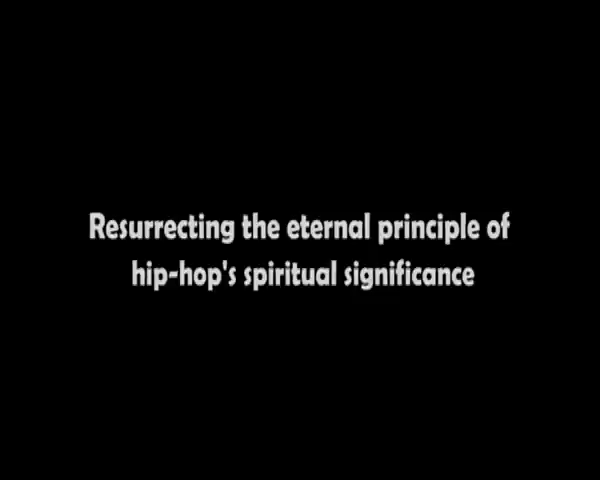 Resurrecting the eternal principle of
hip-hop's spiritual significance